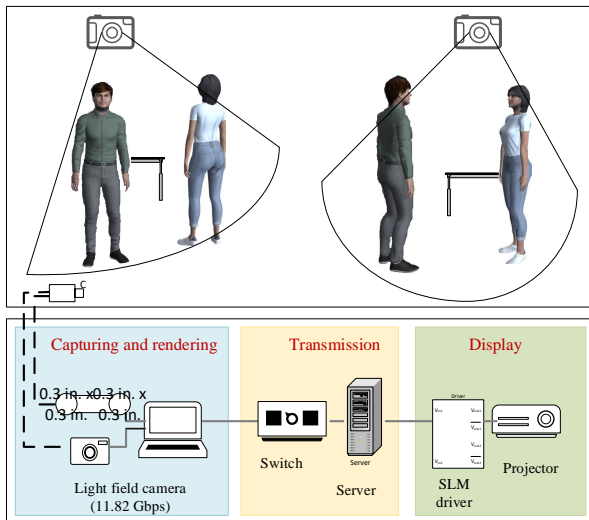 C
Capturing and rendering
Transmission
Display
0.3 in. x
0.3 in.
0.3 in. x
0.3 in.
Light field camera
(11.82 Gbps)
Switch
Server
Server
Driver
SLM
driver
Projector